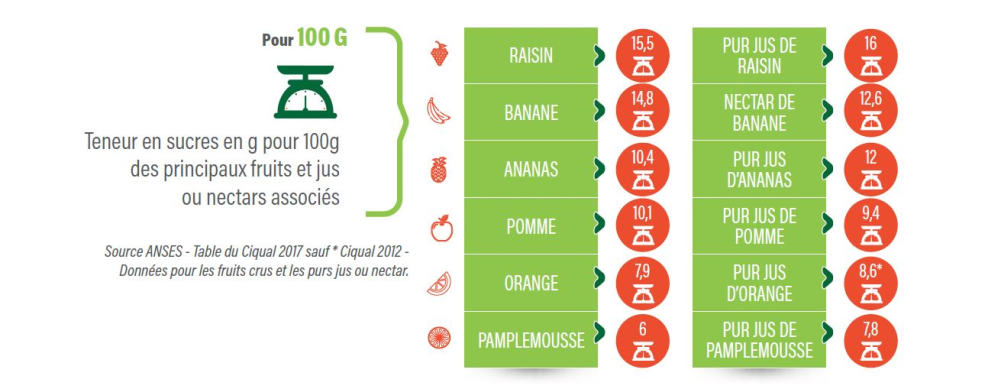 Pour 100 G
Teneur en sucres en g pour 100g
des principaux fruits et jus
ou nectars associés
Source ANSES - Table du Ciqual 2017 sauf * Ciqual 2012 -
Données pour les fruits crus et les purs jus ou nectar.
RAISIN
15,5
PUR JUS DE
RAISIN
16
BANANE
14,8
NECTAR DE
BANANE
12,6
ANANAS
10,4
PUR JUS
D'ANANAS
12
POMME
10,1
PUR JUS DE
POMME
9,4
ORANGE
7,9
PUR JUS
D'ORANGE
8,6*
PAMPLEMOUSSE
6
PUR JUS DE
PAMPLEMOUSSE
7,8